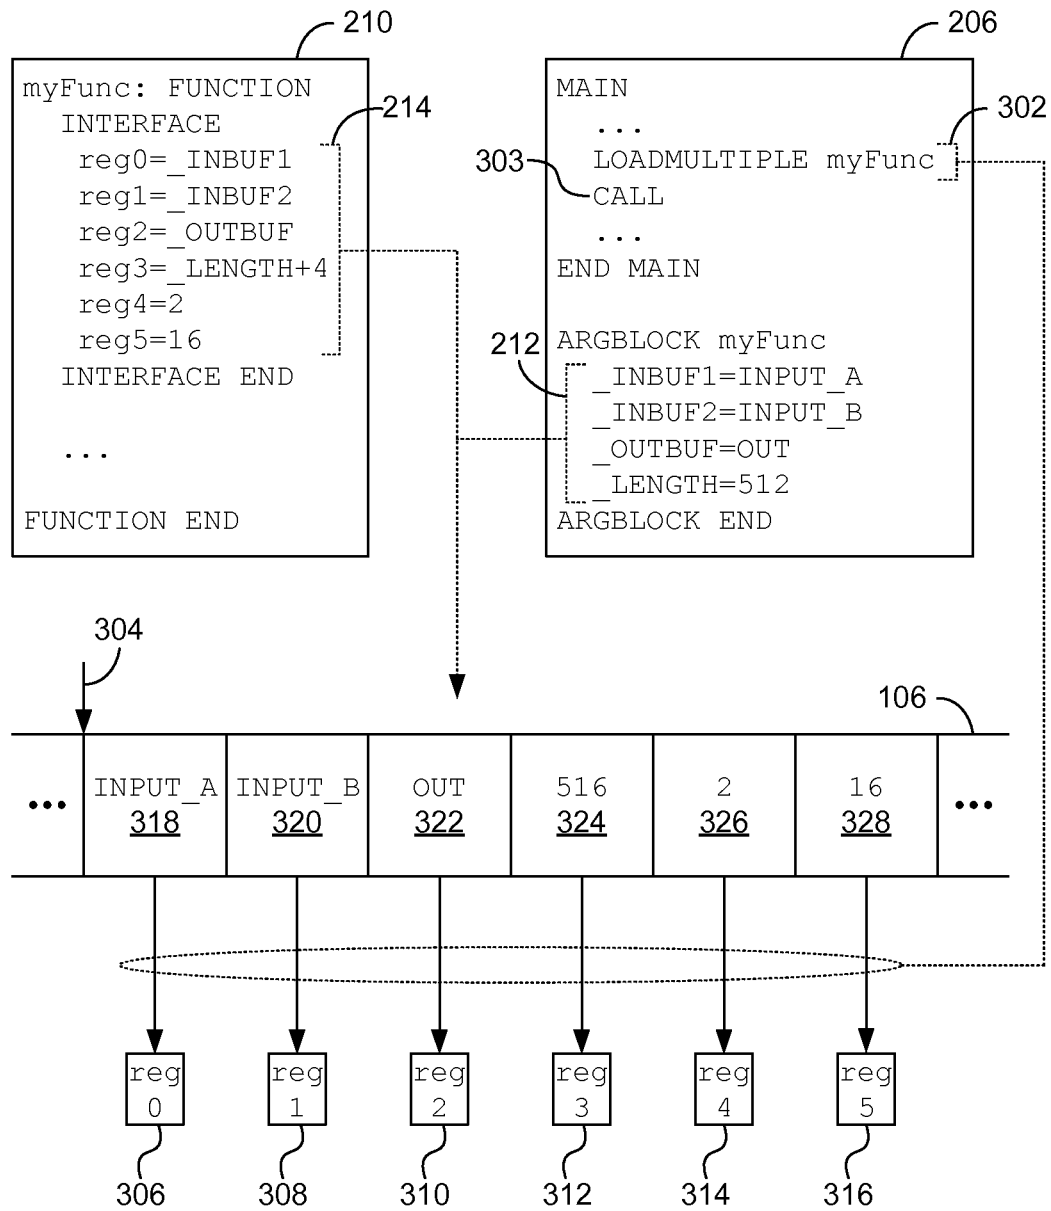 210
myFunc: FUNCTION
INTERFACE
214
reg0=_INBUF1
reg1=_INBUF2
reg2=_OUTBUF
reg3=_LENGTH+4
reg4=2
reg5=16
INTERFACE END
...
FUNCTION END
206
MAIN
...
302
303
LOADMULTIPLE myFunc
CALL
...
END MAIN
212
ARGBLOCK myFunc
_INBUF1=INPUT_A
_INBUF2=INPUT_B
_OUTBUF=OUT
_LENGTH=512
ARGBLOCK END
304
106
... INPUT_A INPUT_B OUT 516 2 16 ...
318 320 322 324 326 328
reg reg reg reg reg reg
0 1 2 3 4 5
306 308 310 312 314 316